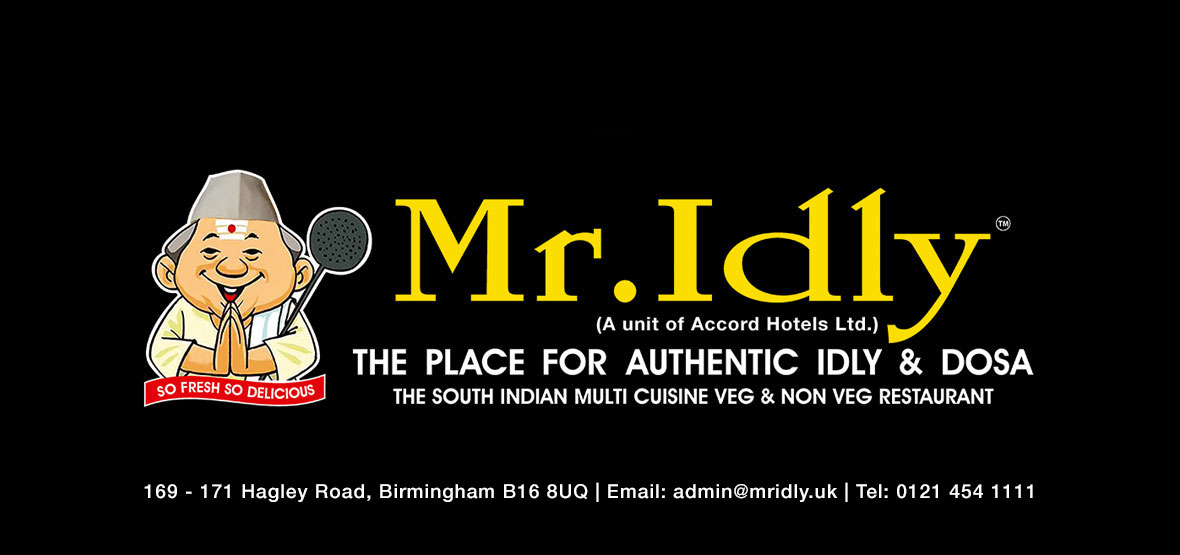 Mr.Idly TM
(A unit of Accord Hotels Ltd.)
THE PLACE FOR AUTHENTIC IDLY & DOSA
SO FRESH SO DELICIOUS
THE SOUTH INDIAN MULTI CUISINE VEG & NON VEG RESTAURANT
169 - 171 Hagley Road, Birmingham B16 8UQ | Email: admin@mridly.uk | Tel: 0121 454 1111